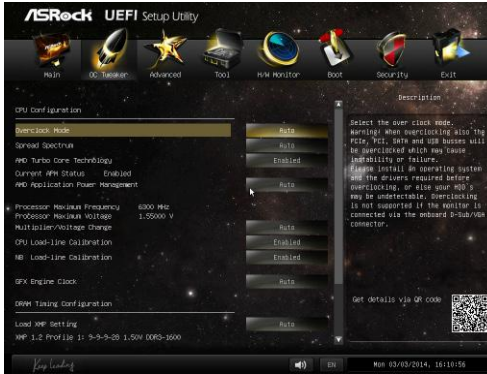 ASRock UEFI Setup Utility
Main
OC Tweaker
Advanced
Tool
H/W Monitor
Boot
Security
Exit
CPU Configuration
Overclock Mode Auto
Spread Spectrum Auto
AMD Turbo Core Technology Enabled
Current APM Status Enabled
AMD Application Power Management Auto
Processor Maximum Frequency 6300 MHz
Processor Maximum Voltage 1.55000 V
Multiplier/Voltage Change Auto
CPU Load-line Calibration Enabled
NB Load-line Calibration Enabled
GFX Engine Clock Auto
DRAM Timing Configuration
Load XMP Setting Auto
XMP 1.2 Profile 1: 9-9-9-28 1.50V DDR3-1600
Description
Select the over clock mode.
Warning! When overclocking also the
PCIe, PCI, SATA and USB busses will
be overclocked which may cause
instability or failure.
Please install an operating system
and the drivers required before
overclocking, or else your HDD's
may be undetectable. Overclocking
is not supported if the monitor is
connected via the onboard D-Sub/VGA
connector.
Get details via QR code
Keep Leading
EN
Mon 03/03/2014, 16:10:56